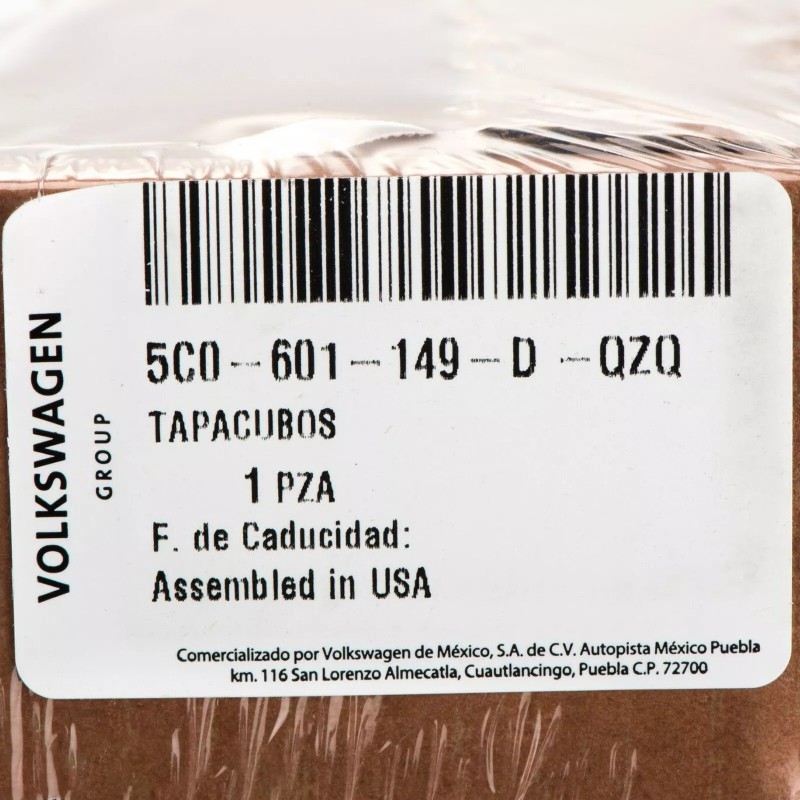 VOLKSWAGEN
GROUP
5C0-601-149-D -QZQ
TAPACUBOS
1 PZA
F. de Caducidad:
Assembled in USA
Comercializado por Volkswagen de México, S.A. de C.V. Autopista México Puebla
km. 116 San Lorenzo Almecatla, Cuautlancingo, Puebla C.P. 72700